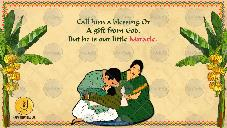 Call him a blessing Or
A gift from God,
But he is our little Miracle.